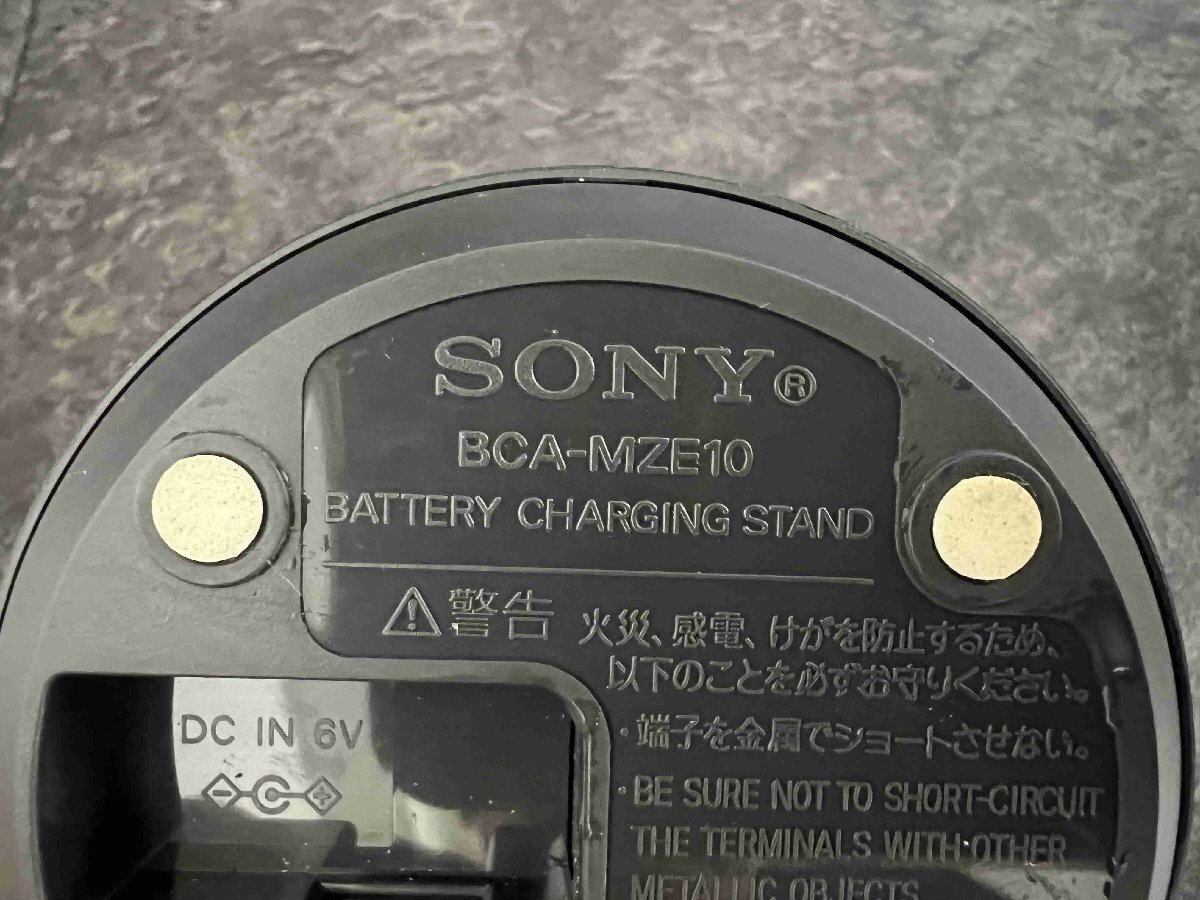 SONY®
BCA-MZE10
BATTERY CHARGING STAND
⚠警告 火災、感電、けがを防止するため、
以下のことを必ずお守りください。
・端子を金属でショートさせない。
・BE SURE NOT TO SHORT-CIRCUIT
THE TERMINALS WITH OTHER
METALLIC OBJECTS
DC IN 6V